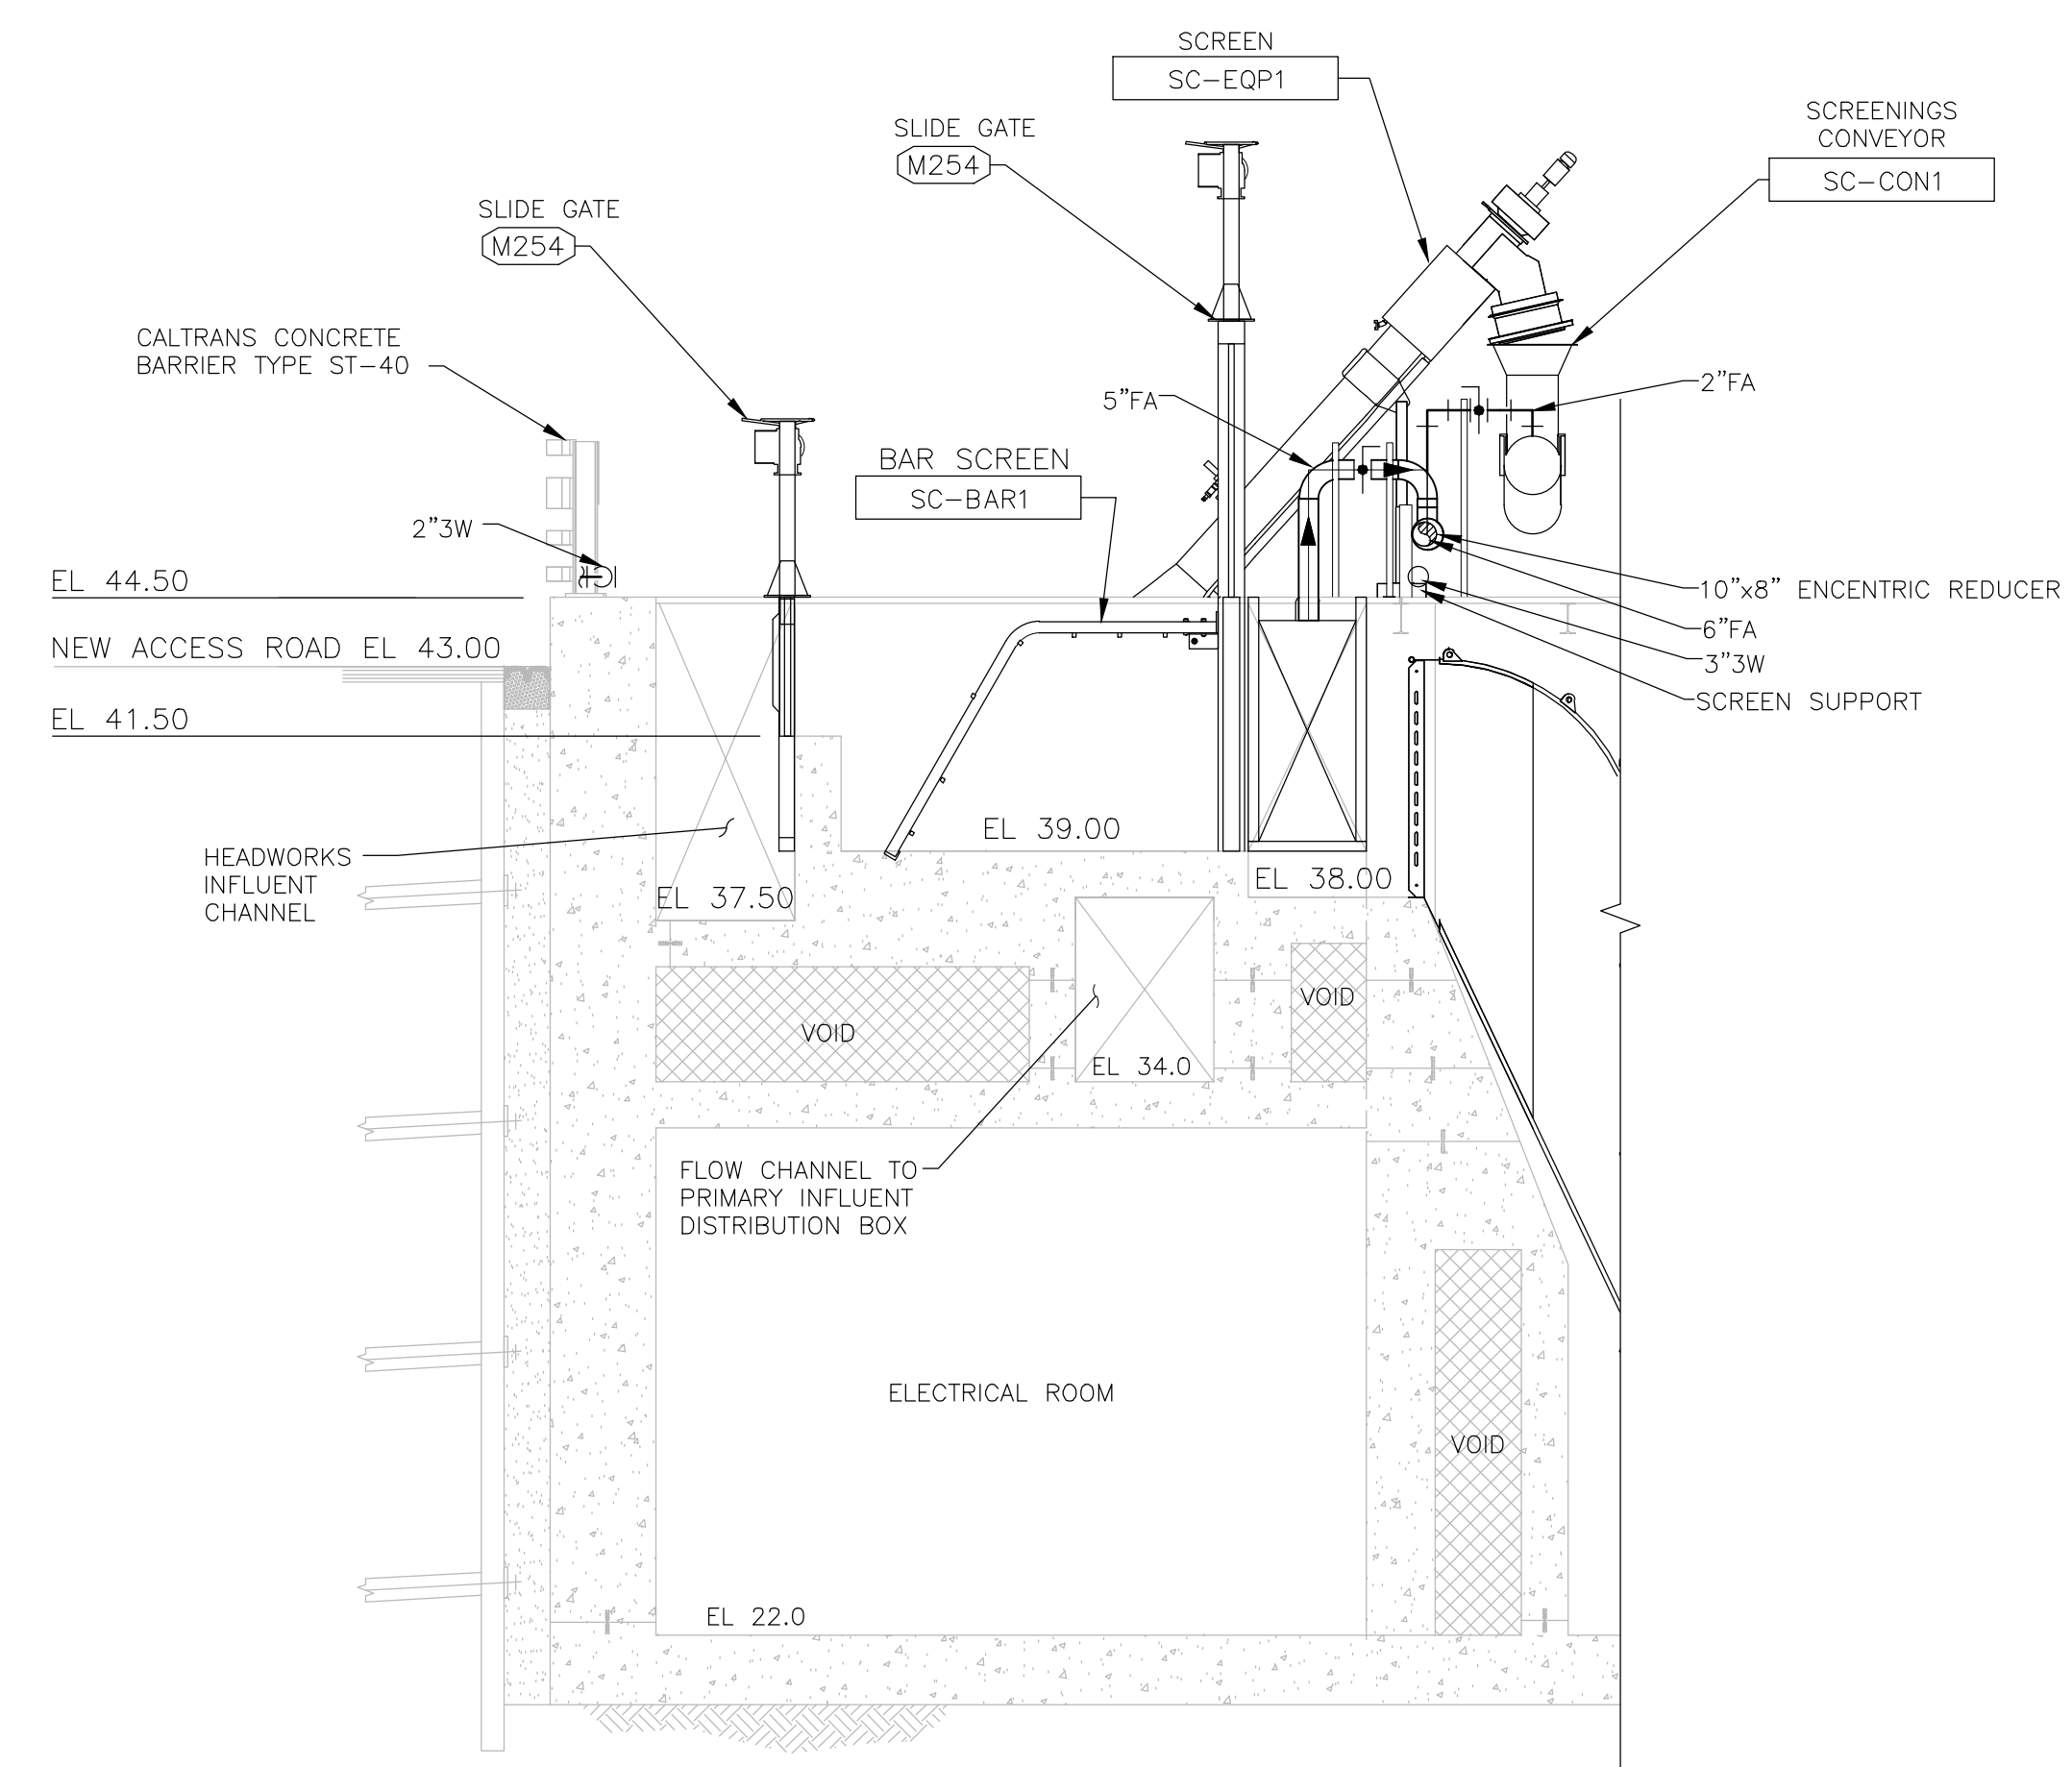 SCREEN
SC-EQP1
SCREENINGS
CONVEYOR
SC-CON1
SLIDE GATE
M254
SLIDE GATE
M254
CALTRANS CONCRETE
BARRIER TYPE ST-40
5"FA
2"FA
BAR SCREEN
SC-BAR1
2"3W
EL 44.50
10"x8" ENCENTRIC REDUCER
6"FA
NEW ACCESS ROAD EL 43.00
3"3W
SCREEN SUPPORT
EL 41.50
EL 39.00
HEADWORKS
INFLUENT
CHANNEL
EL 37.50
EL 38.00
VOID
VOID
EL 34.0
FLOW CHANNEL TO
PRIMARY INFLUENT
DISTRIBUTION BOX
ELECTRICAL ROOM
VOID
EL 22.0